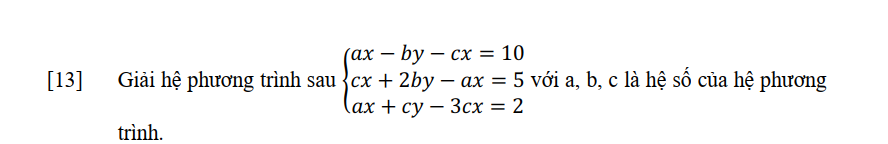 [13] Giải hệ phương trình sau {ax − by − cx = 10
cx + 2by − ax = 5 với a, b, c là hệ số của hệ phương
ax + cy − 3cx = 2
trình.